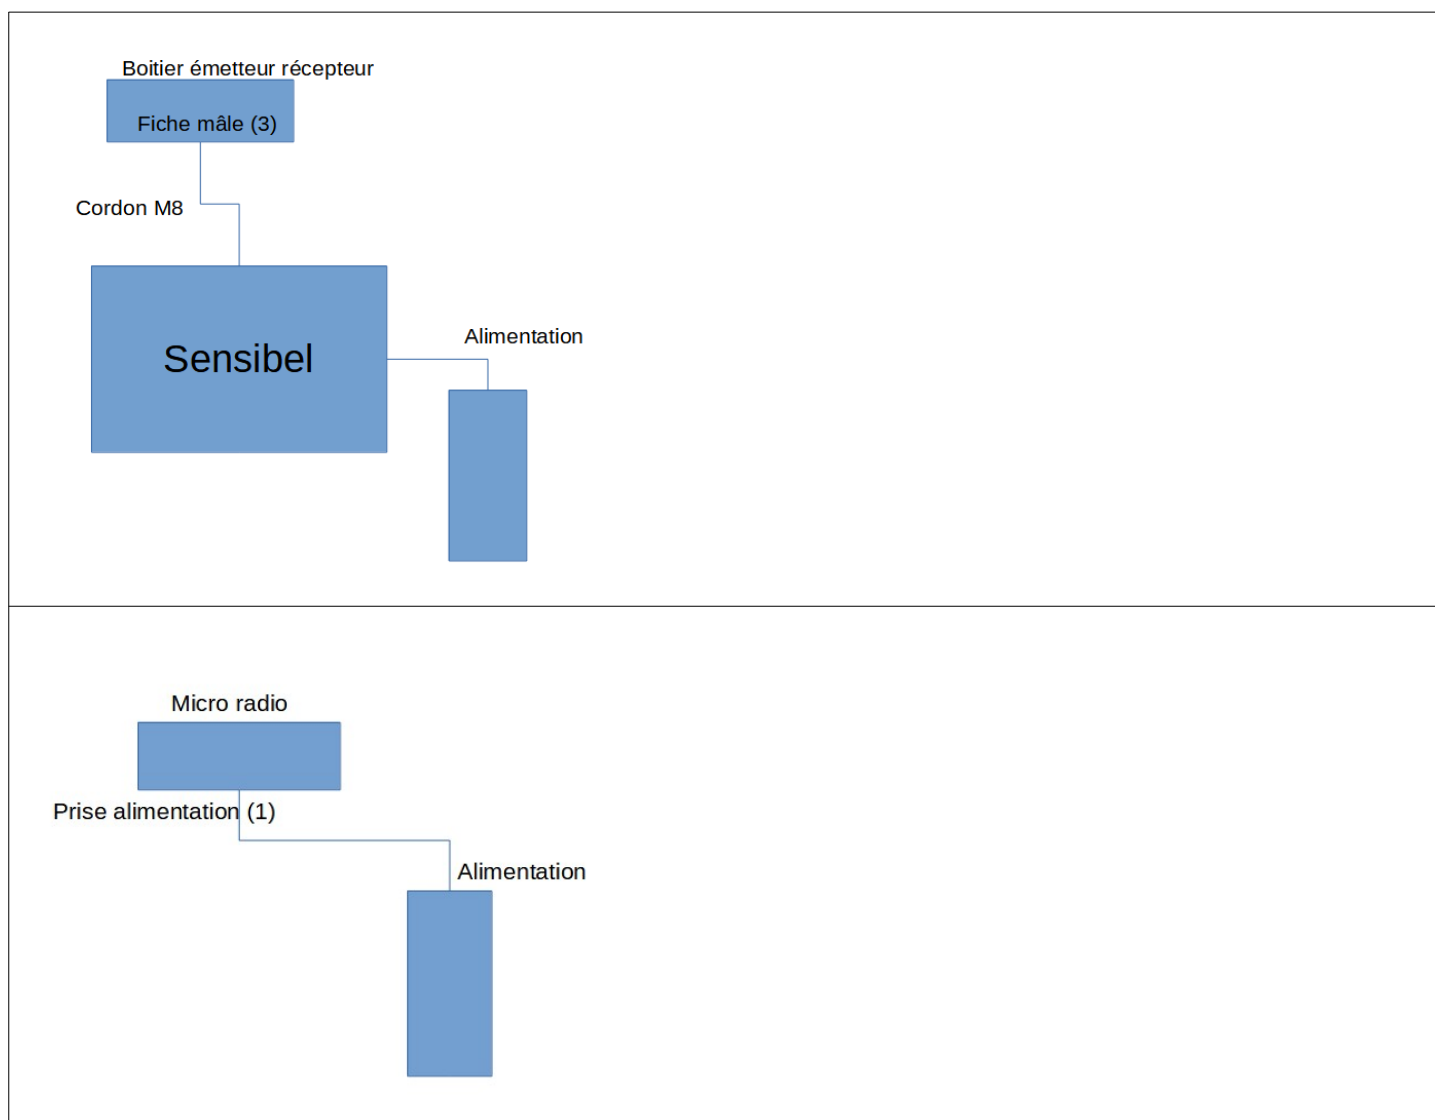 Boitier émetteur récepteur
Fiche mâle (3)
Cordon M8
Sensibel
Alimentation
Micro radio
Prise alimentation (1)
Alimentation